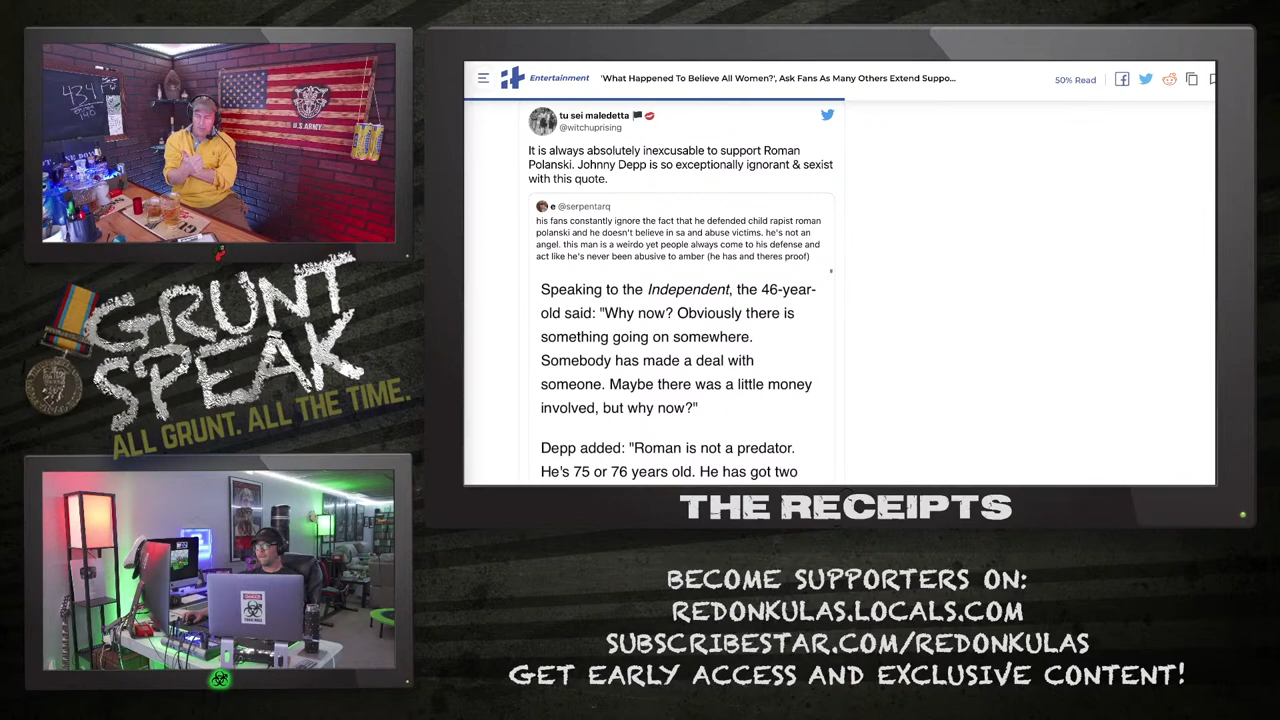 434
U.S. ARMY
GRUNT
SPEAK
ALL GRUNT. ALL THE TIME.
Entertainment
'What Happened To Believe All Women?', Ask Fans As Many Others Extend Suppo...
50% Read
tu sei maledetta 🏴💋
@witchuprising
It is always absolutely inexcusable to support Roman
Polanski. Johnny Depp is so exceptionally ignorant & sexist
with this quote.
e @serpentarq
his fans constantly ignore the fact that he defended child rapist roman
polanski and he doesn't believe in sa and abuse victims. he's not an
angel. this man is a weirdo yet people always come to his defense and
act like he's never been abusive to amber (he has and theres proof)
Speaking to the Independent, the 46-year-
old said: "Why now? Obviously there is
something going on somewhere.
Somebody has made a deal with
someone. Maybe there was a little money
involved, but why now?"
Depp added: "Roman is not a predator.
He's 75 or 76 years old. He has got two
THE RECEIPTS
BECOME SUPPORTERS ON:
REDONKULAS.LOCALS.COM
SUBSCRIBESTAR.COM/REDONKULAS
GET EARLY ACCESS AND EXCLUSIVE CONTENT!